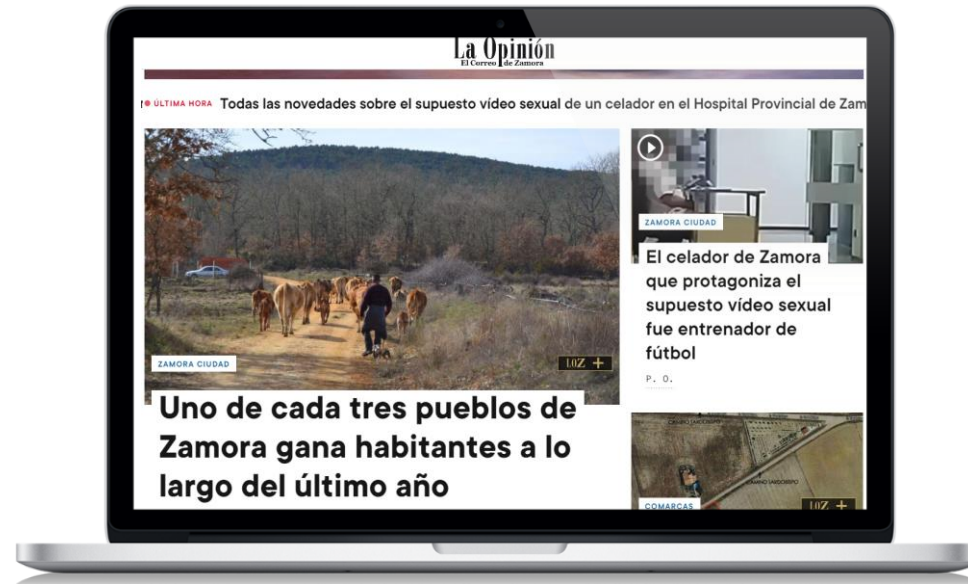 La Opinión
El Correo de Zamora
ÚLTIMA HORA Todas las novedades sobre el supuesto vídeo sexual de un celador en el Hospital Provincial de Zam
ZAMORA CIUDAD
LOZ +
Uno de cada tres pueblos de
Zamora gana habitantes a lo
largo del último año
ZAMORA CIUDAD
El celador de Zamora
que protagoniza el
supuesto vídeo sexual
fue entrenador de
fútbol
P. O.
COMARCAS
LOZ +